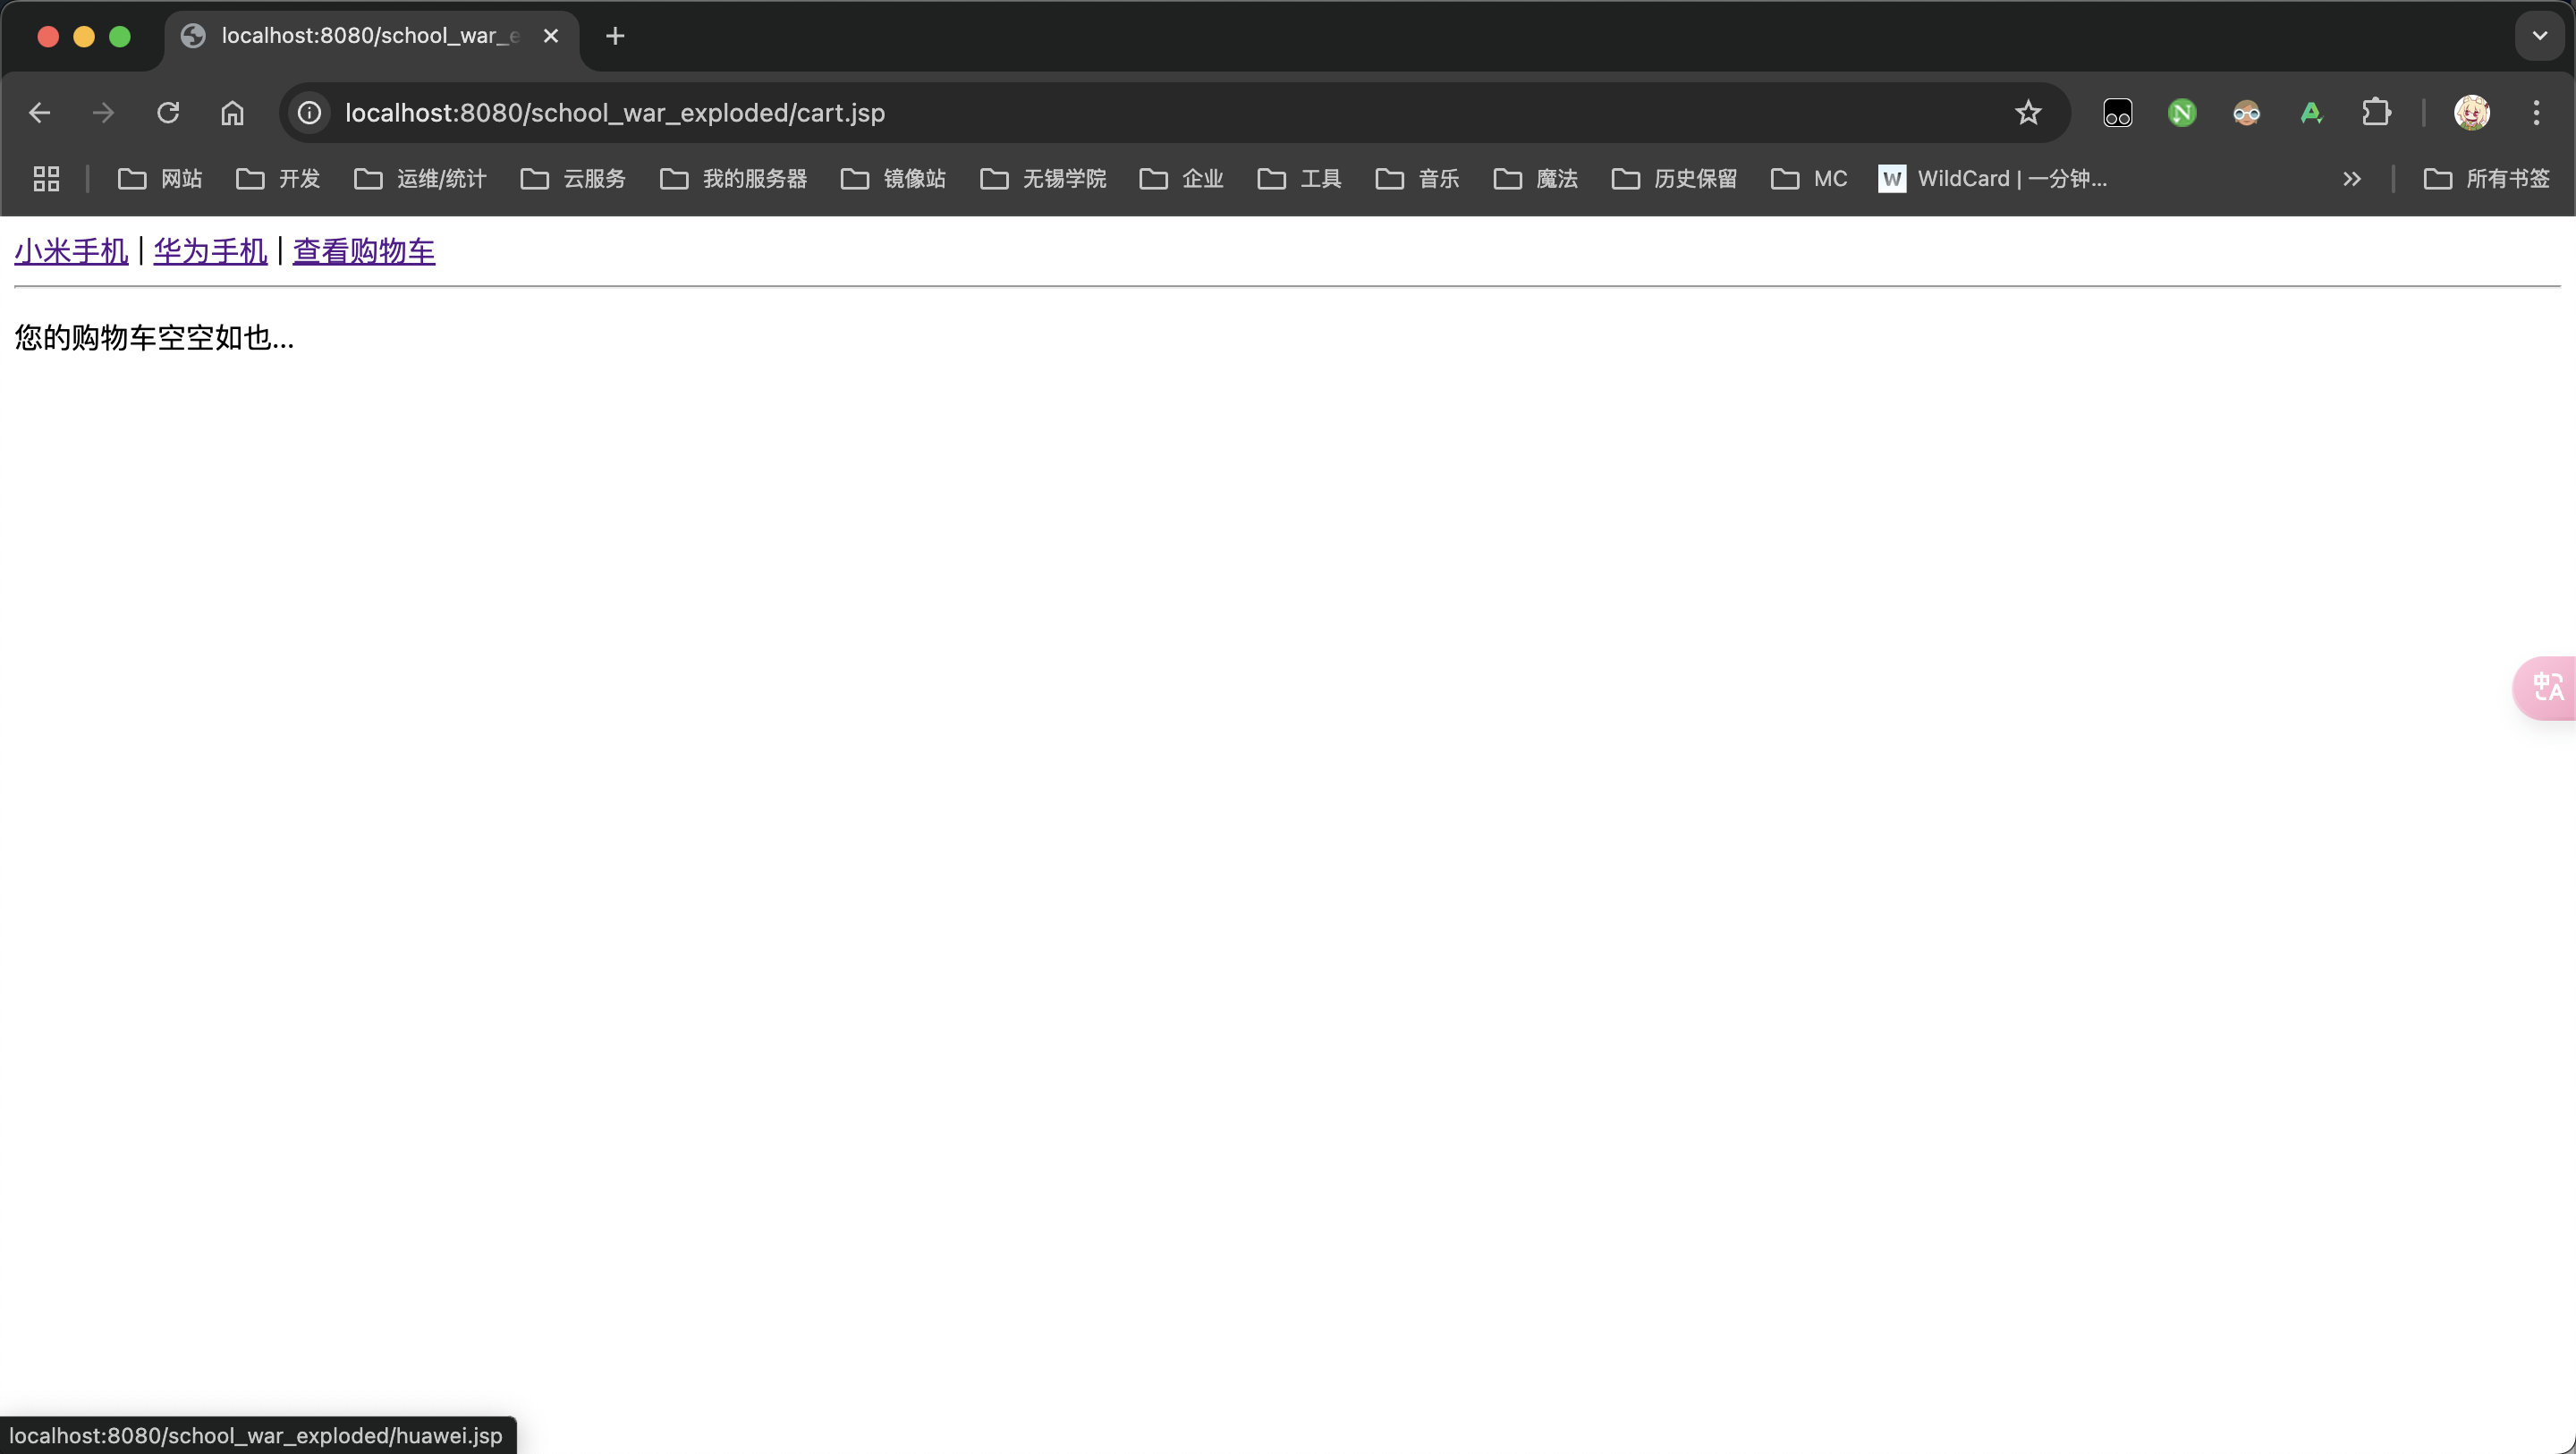 localhost:8080/school_war_e
localhost:8080/school_war_exploded/cart.jsp
网站 开发 运维/统计 云服务 我的服务器 镜像站 无锡学院 企业 工具 音乐 魔法 历史保留 MC W WildCard | 一分钟... 所有书签
小米手机 | 华为手机 | 查看购物车
您的购物车空空如也...
中A
localhost:8080/school_war_exploded/huawei.jsp